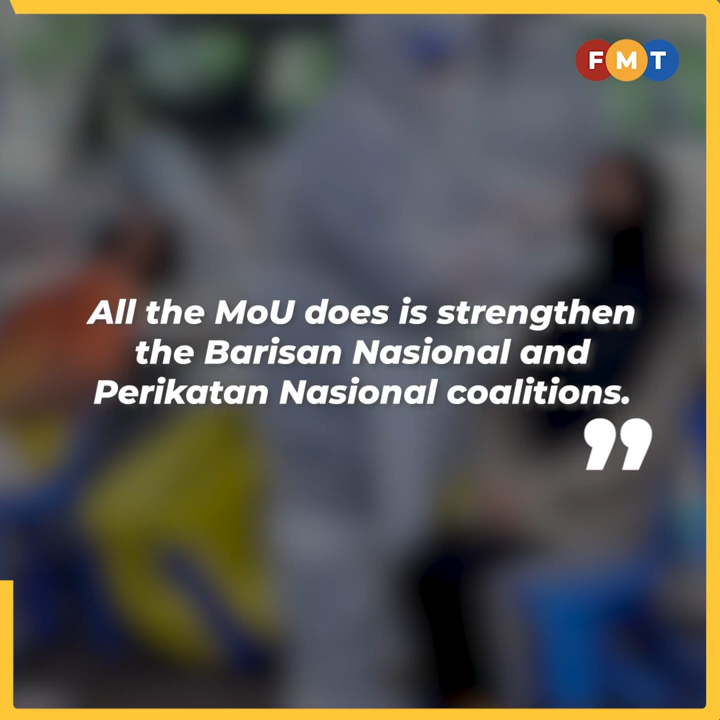 FMT
All the MoU does is strengthen
the Barisan Nasional and
Perikatan Nasional coalitions.
”